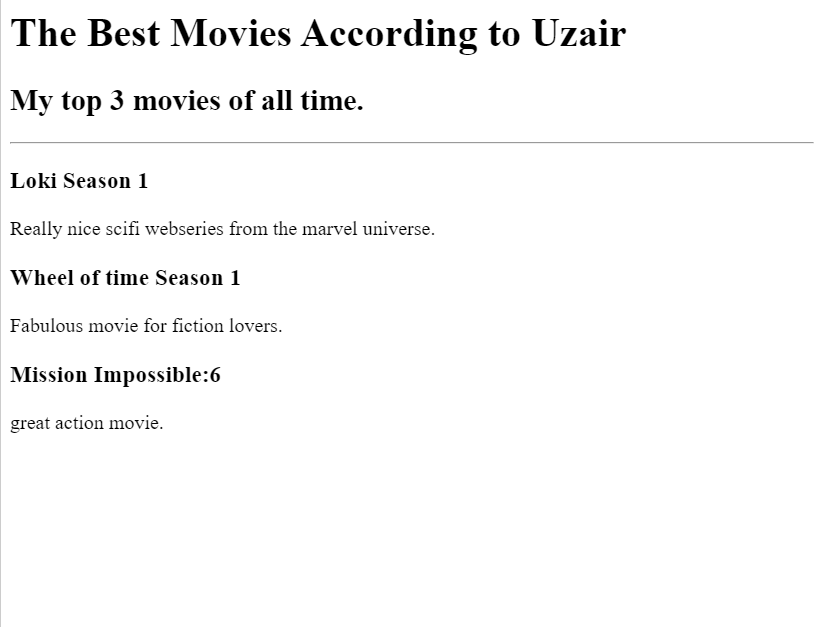 The Best Movies According to Uzair
My top 3 movies of all time.
Loki Season 1
Really nice scifi webseries from the marvel universe.
Wheel of time Season 1
Fabulous movie for fiction lovers.
Mission Impossible:6
great action movie.